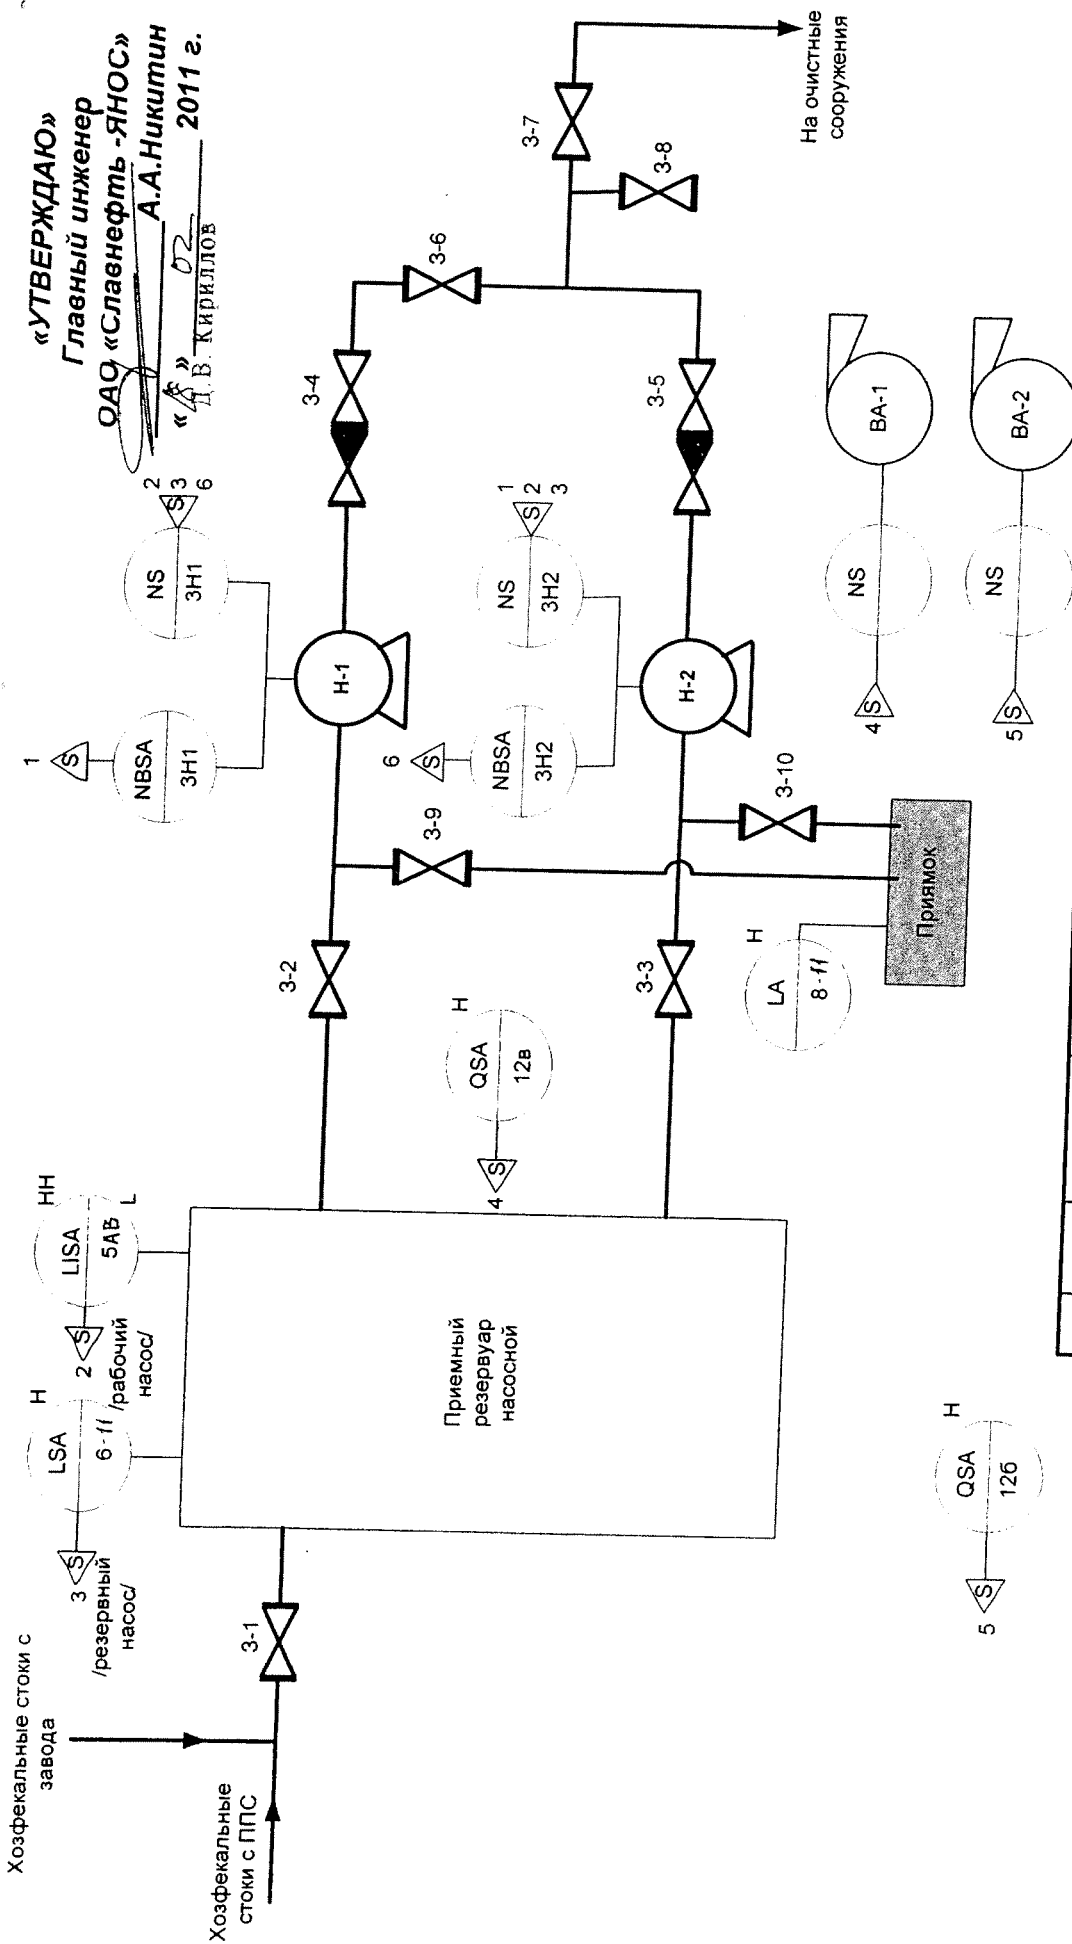 «УТВЕРЖДАЮ»
Главный инженер
ОАО «Славнефть -ЯНОС»
А.А.Никитин
« » 02 2011 г.
Д.В. Кириллов
Хозфекальные стоки с
завода
Хозфекальные
стоки с ППС
3-1
3 S
/резервный
насос/
LSA
6-11
H
2 S
/рабочий
насос/
LISA
5АВ
HH
L
Приемный
резервуар
насосной
4 S
QSA
12в
H
5 S
QSA
12б
H
3-2
3-3
3-9
3-10
LA
8-11
H
Приямок
1
S
NBSA
3Н1
NS
3Н1
S
2
3
6
Н-1
6
S
NBSA
3Н2
NS
3Н2
S
1
2
3
Н-2
3-4
3-5
3-6
3-7
3-8
На очистные
сооружения
4 S
NS
ВА-1
5 S
NS
ВА-2